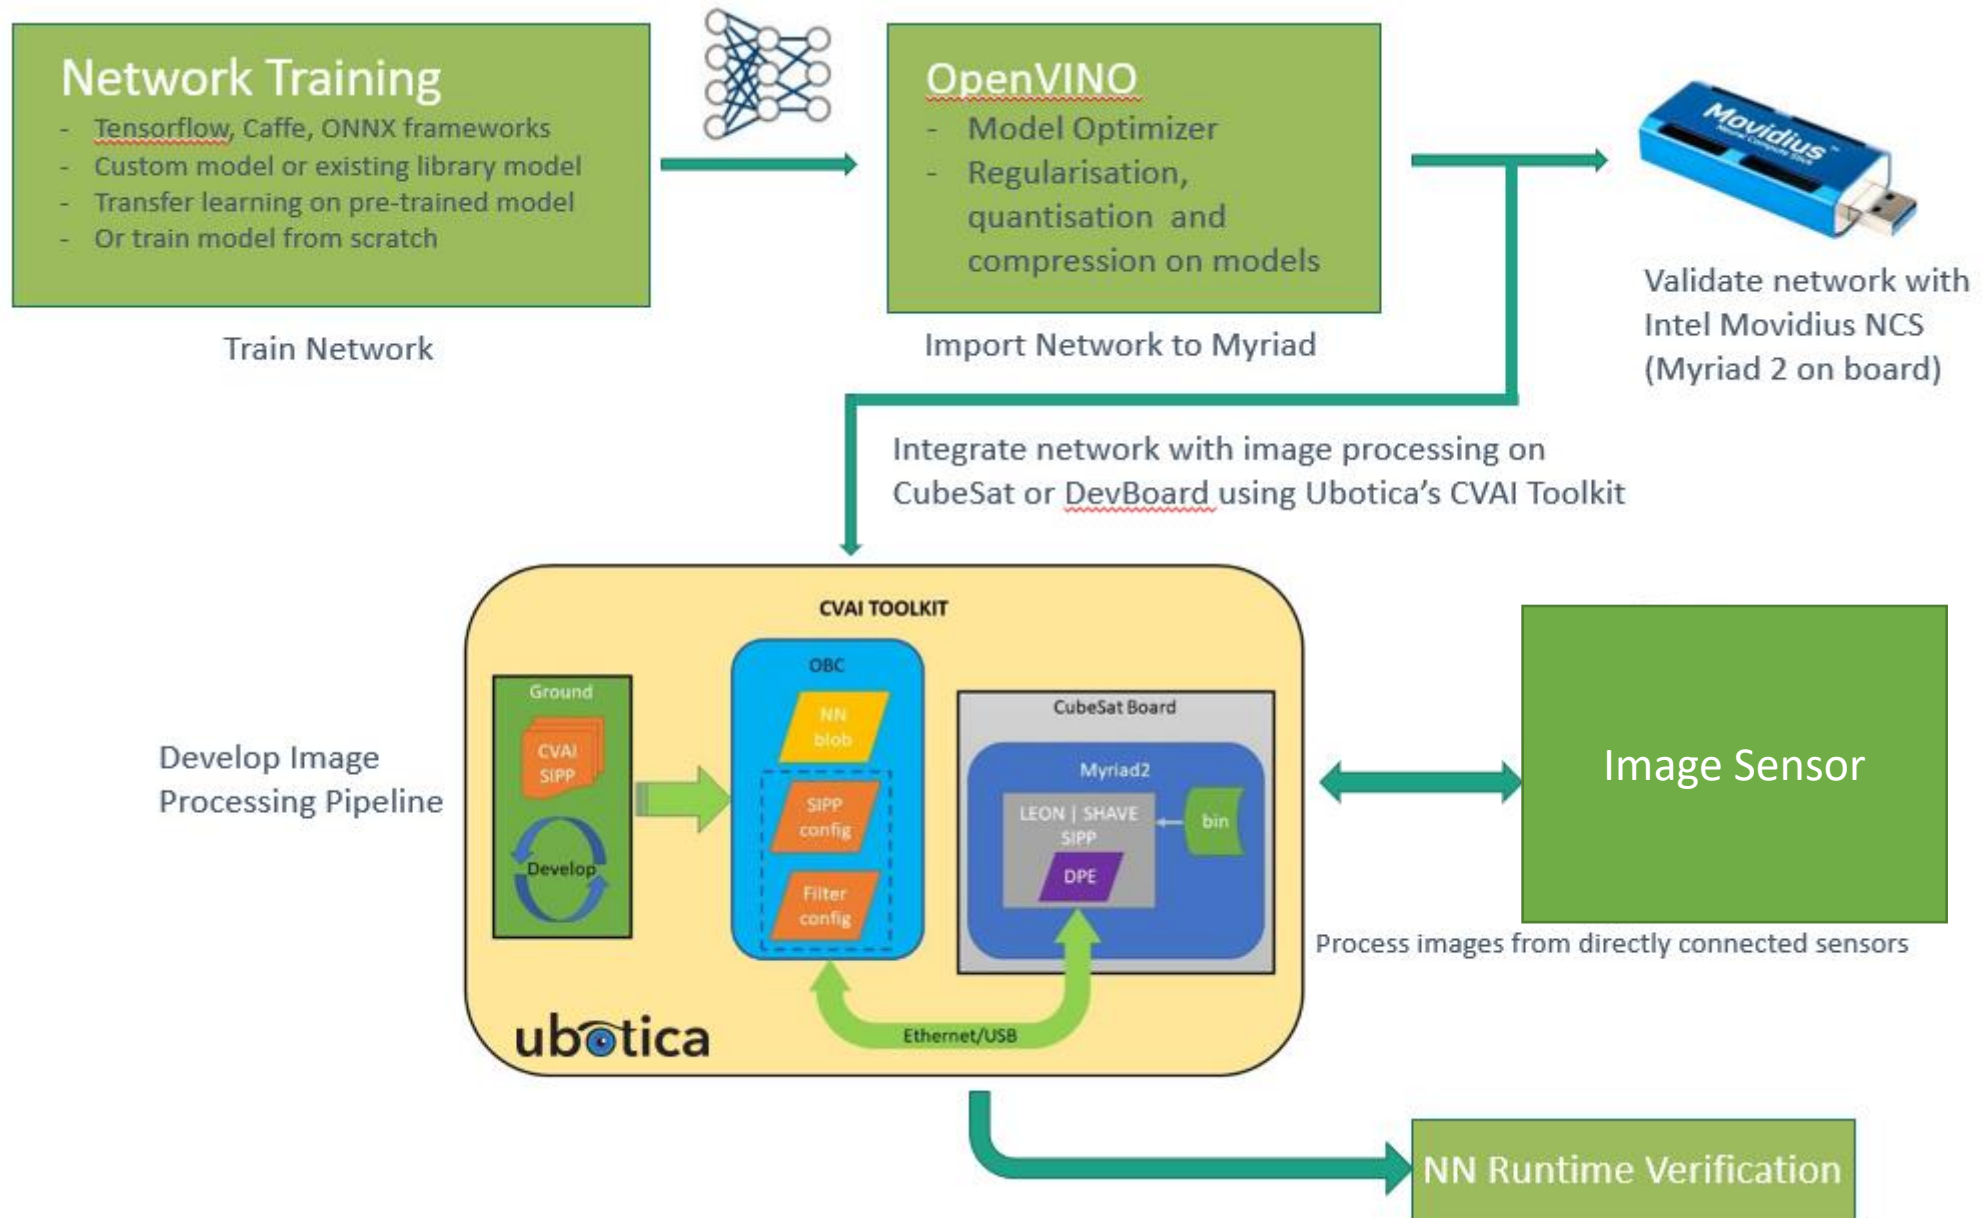 Network Training
- Tensorflow, Caffe, ONNX frameworks
- Custom model or existing library model
- Transfer learning on pre-trained model
- Or train model from scratch
Train Network
OpenVINO
- Model Optimizer
- Regularisation,
quantisation and
compression on models
Import Network to Myriad
Movidius™
Neural Compute Stick
Validate network with
Intel Movidius NCS
(Myriad 2 on board)
Integrate network with image processing on
CubeSat or DevBoard using Ubotica's CVAI Toolkit
Develop Image
Processing Pipeline
CVAI TOOLKIT
Ground
CVAI
SIPP
Develop
OBC
NN
blob
SIPP
config
Filter
config
CubeSat Board
Myriad2
LEON | SHAVE
SIPP
DPE
bin
Ethernet/USB
ubotica
Image Sensor
Process images from directly connected sensors
NN Runtime Verification